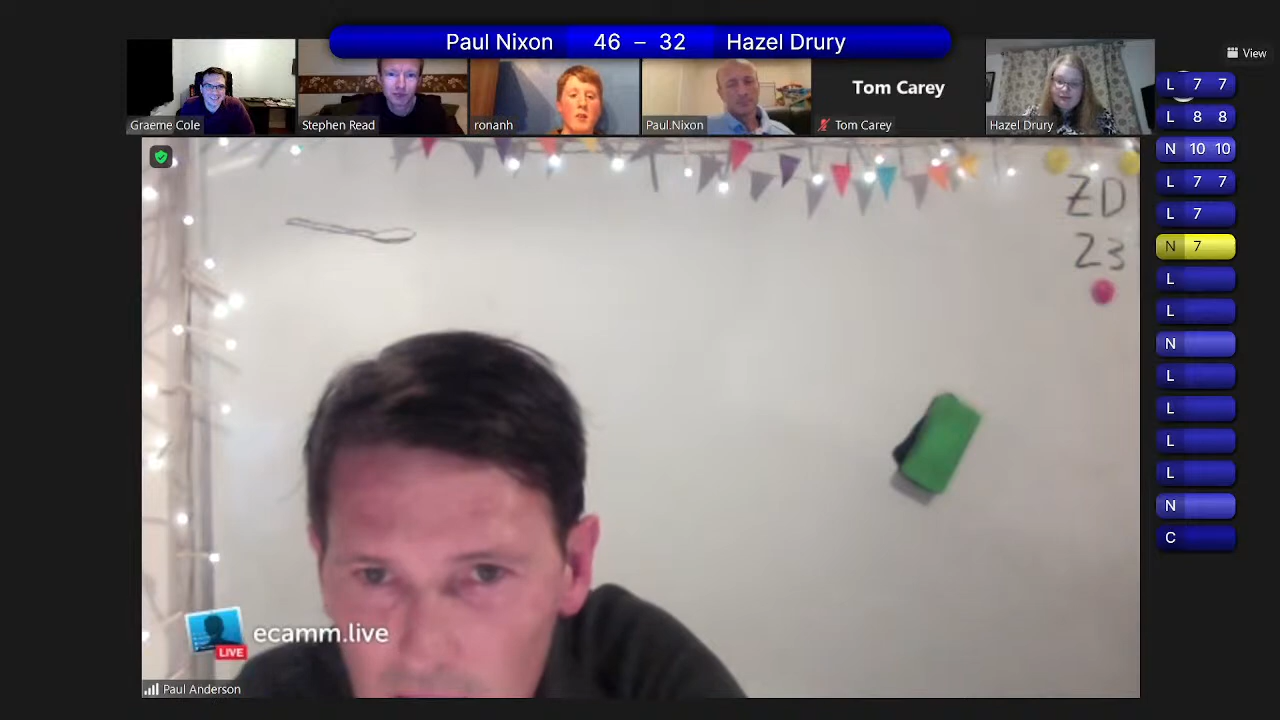 Paul Nixon 46 – 32 Hazel Drury
View
Tom Carey
Graeme Cole
Stephen Read
ronanh
Paul.Nixon
Tom Carey
Hazel Drury
L 7 7
L 8 8
N 10 10
L 7 7
L 7
N 7
L
L
N
L
L
L
L
N
C
ZD
23
ecamm.live
LIVE
Paul Anderson